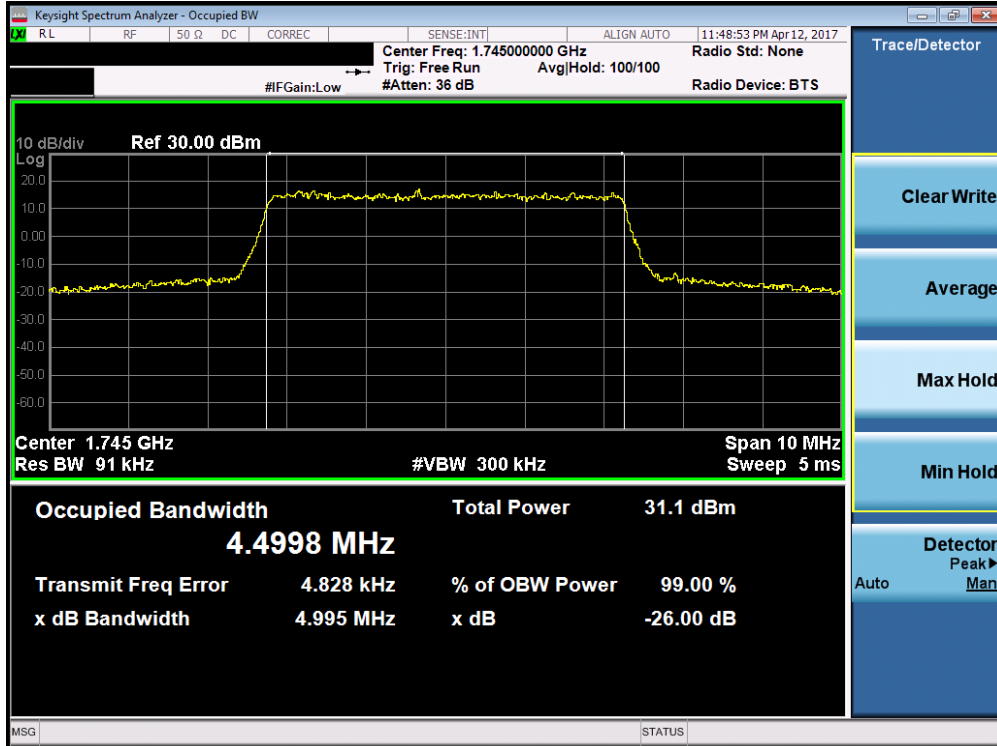 Keysight Spectrum Analyzer - Occupied BW
LXI RL RF 50 Ω DC CORREC SENSE:INT ALIGN AUTO 11:48:53 PM Apr 12, 2017
Center Freq: 1.745000000 GHz Radio Std: None
Trig: Free Run Avg|Hold: 100/100
#IFGain:Low #Atten: 36 dB Radio Device: BTS
10 dB/div Ref 30.00 dBm
Log
20.0
10.0
0.00
-10.0
-20.0
-30.0
-40.0
-50.0
-60.0
Center 1.745 GHz Span 10 MHz
Res BW 91 kHz #VBW 300 kHz Sweep 5 ms
Occupied Bandwidth Total Power 31.1 dBm
4.4998 MHz
Transmit Freq Error 4.828 kHz % of OBW Power 99.00 %
x dB Bandwidth 4.995 MHz x dB -26.00 dB
MSG STATUS
Trace/Detector
Clear Write
Average
Max Hold
Min Hold
Detector
Peak▶
Auto Man